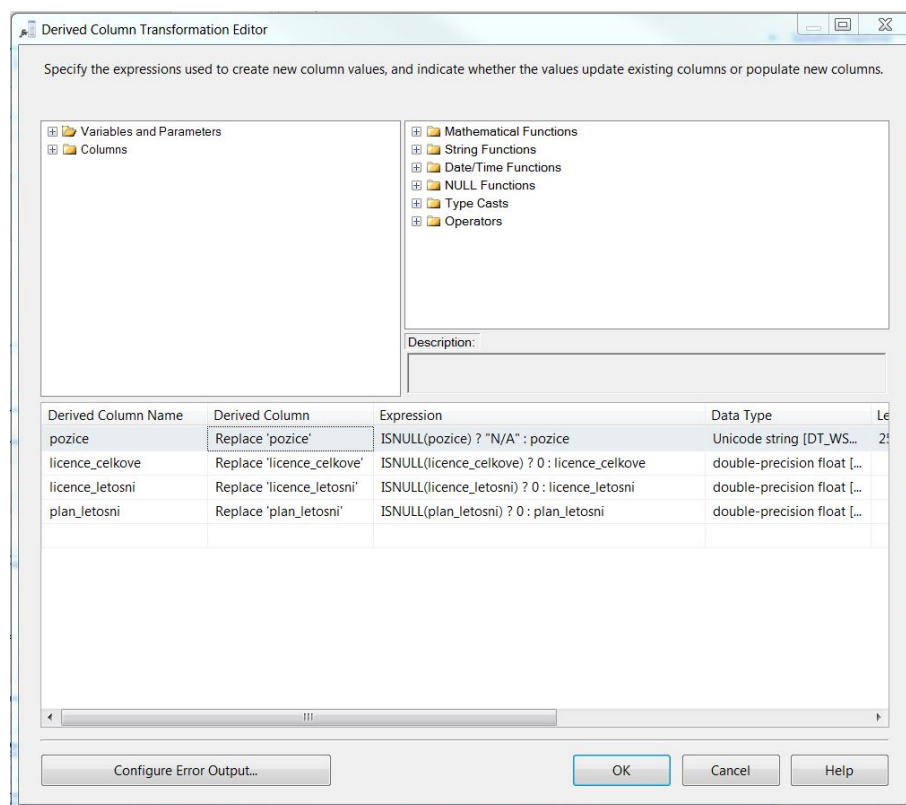 Derived Column Transformation Editor
Specify the expressions used to create new column values, and indicate whether the values update existing columns or populate new columns.
Variables and Parameters
Columns
Mathematical Functions
String Functions
Date/Time Functions
NULL Functions
Type Casts
Operators
Description:
Derived Column Name Derived Column Expression Data Type Le
pozice Replace 'pozice' ISNULL(pozice) ? "N/A" : pozice Unicode string [DT_WS... 25
licence_celkove Replace 'licence_celkove' ISNULL(licence_celkove) ? 0 : licence_celkove double-precision float [...
licence_letosni Replace 'licence_letosni' ISNULL(licence_letosni) ? 0 : licence_letosni double-precision float [...
plan_letosni Replace 'plan_letosni' ISNULL(plan_letosni) ? 0 : plan_letosni double-precision float [...
Configure Error Output... OK Cancel Help